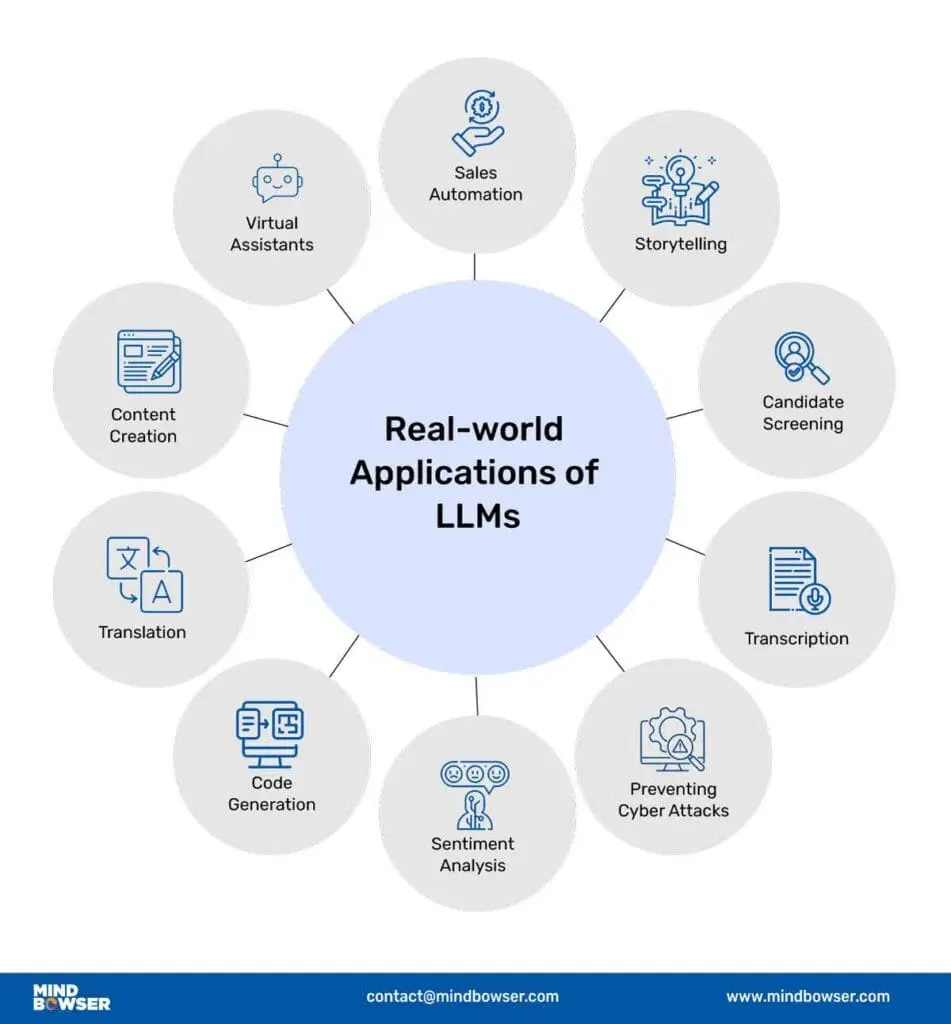 Sales
Automation
Storytelling
Candidate
Screening
Transcription
Preventing
Cyber Attacks
Sentiment
Analysis
Code
Generation
文
A
Translation
Content
Creation
Virtual
Assistants
Real-world
Applications of
LLMs
MIND
BOWSER
contact@mindbowser.com
www.mindbowser.com